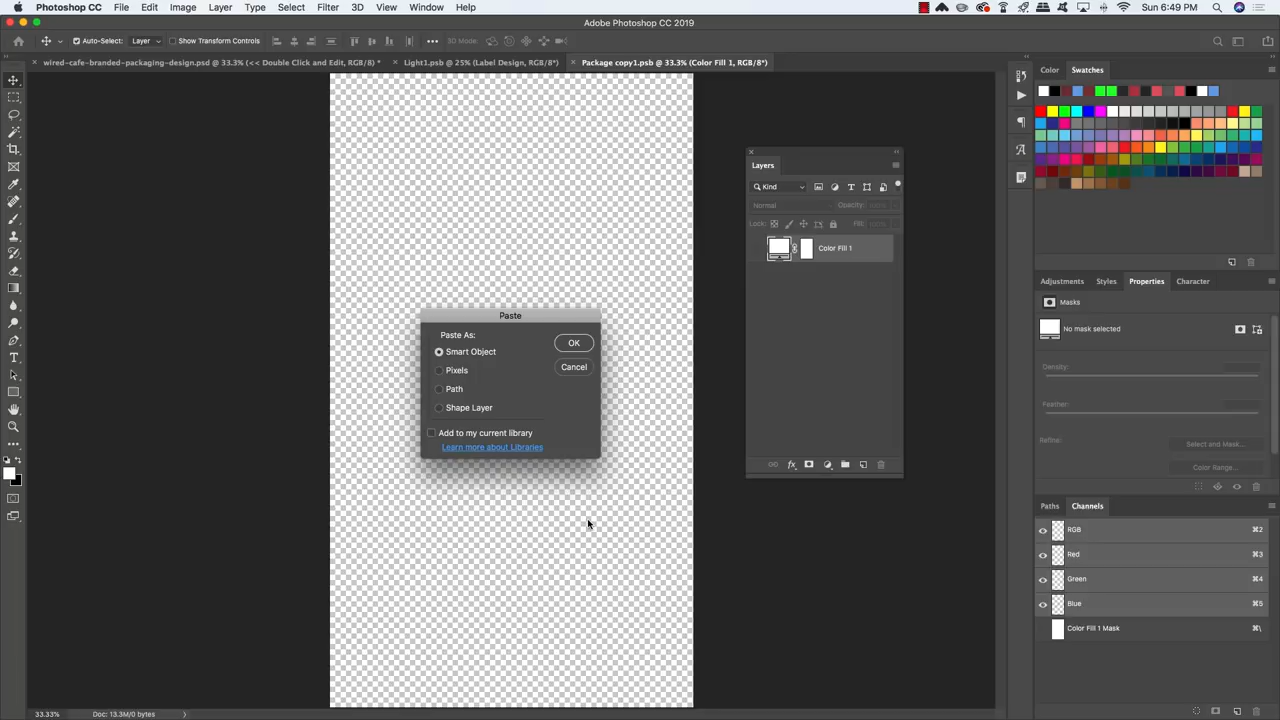 Photoshop CC File Edit Image Layer Type Select Filter 3D View Window Help
Sun 6:49 PM
Adobe Photoshop CC 2019
Auto-Select: Layer Show Transform Controls 3D Mode:
wired-cafe-branded-packaging-design.psd @ 33.3% (<< Double Click and Edit, RGB/8) *
Light1.psb @ 25% (Label Design, RGB/8*)
Package copy1.psb @ 33.3% (Color Fill 1, RGB/8*)
Color Swatches
Layers
Kind
Normal Opacity: 100%
Lock: Fill: 100%
Color Fill 1
Paste
Paste As:
Smart Object
Pixels
Path
Shape Layer
OK
Cancel
Add to my current library
Learn more about Libraries
Adjustments Styles Properties Character
Masks
No mask selected
Density:
Feather:
Refine:
Select and Mask...
Color Range...
Paths Channels
RGB ⌘2
Red ⌘3
Green ⌘4
Blue ⌘5
Color Fill 1 Mask ⌘\
33.33% Doc: 13.3M/0 bytes